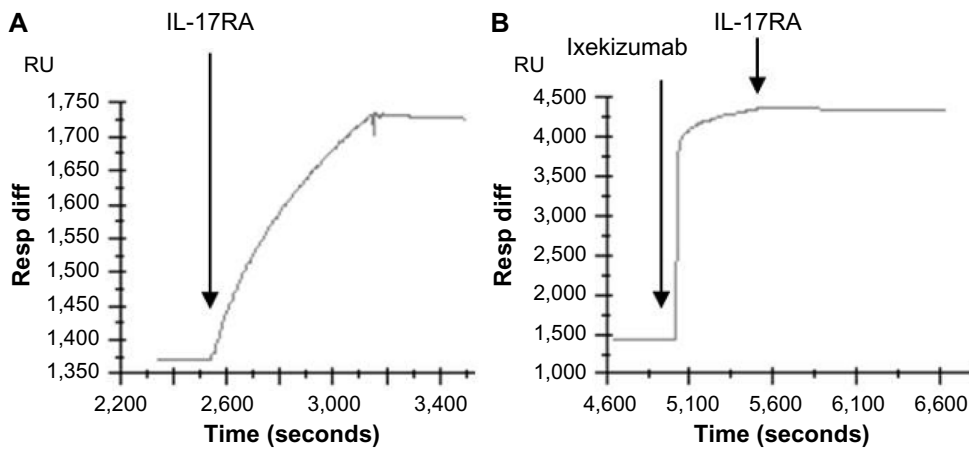 A
IL-17RA
RU
1,750
1,700
1,650
1,600
1,550
1,500
1,450
1,400
1,350
Resp diff
2,200
2,600
3,000
3,400
Time (seconds)
B
IL-17RA
Ixekizumab
RU
4,500
4,000
3,500
3,000
2,500
2,000
1,500
1,000
Resp diff
4,600
5,100
5,600
6,100
6,600
Time (seconds)